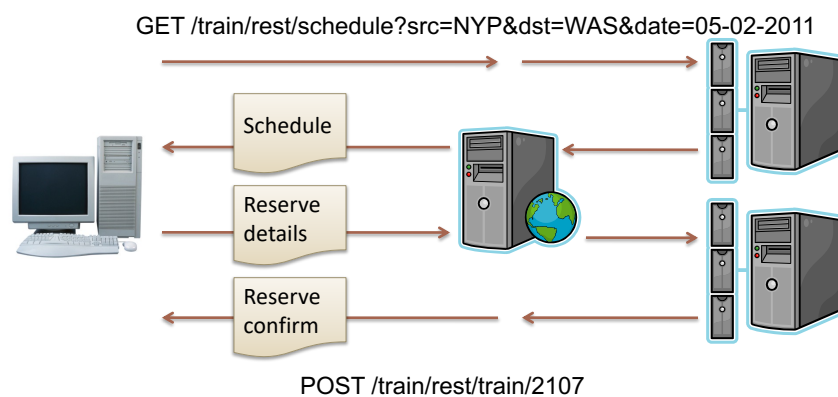 GET /train/rest/schedule?src=NYP&dst=WAS&date=05-02-2011
Schedule
Reserve
details
Reserve
confirm
POST /train/rest/train/2107